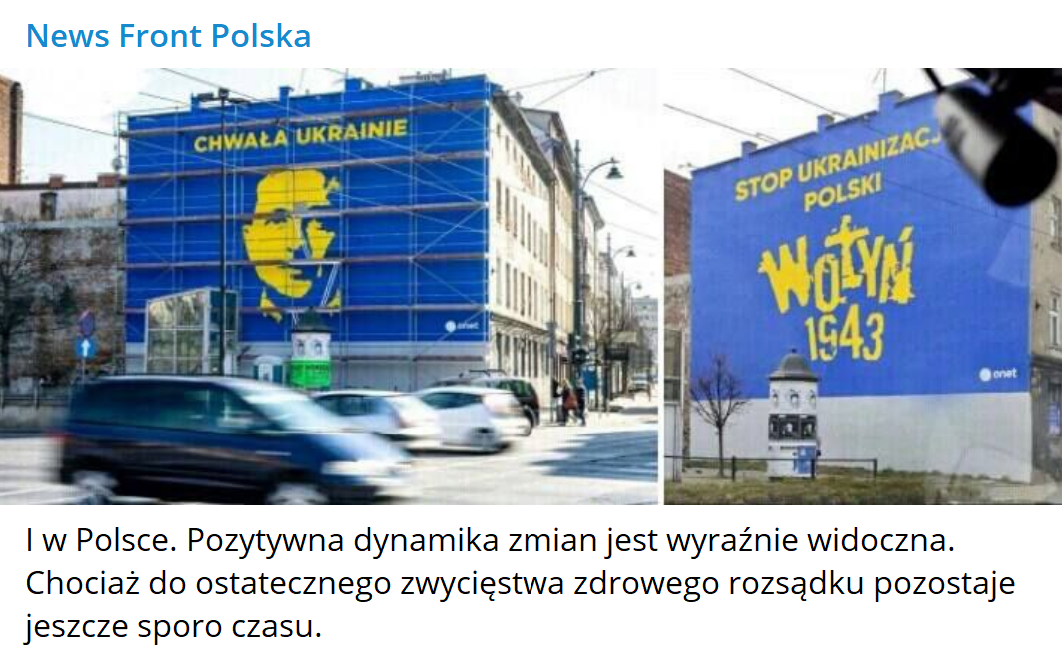 News Front Polska
CHWAŁA UKRAINIE
onet
STOP UKRAINIZACJ
POLSKI
WOŁYŃ
1943
onet
I w Polsce. Pozytywna dynamika zmian jest wyraźnie widoczna.
Chociaż do ostatecznego zwycięstwa zdrowego rozsądku pozostaje
jeszcze sporo czasu.